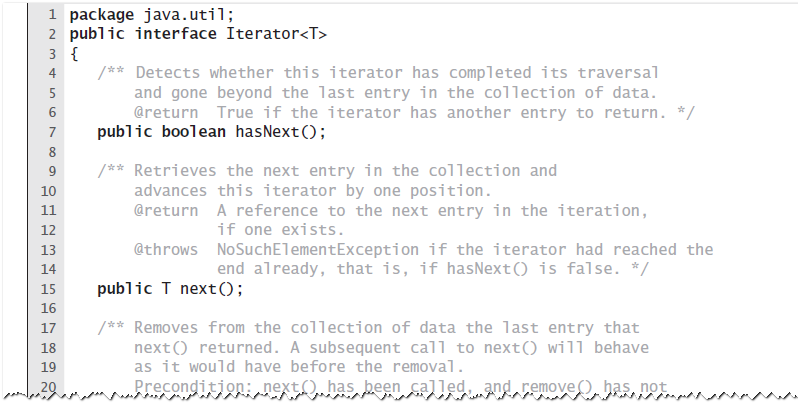 1 package java.util;
2 public interface Iterator<T>
3 {
4 /** Detects whether this iterator has completed its traversal
5 and gone beyond the last entry in the collection of data.
6 @return True if the iterator has another entry to return. */
7 public boolean hasNext();
8
9 /** Retrieves the next entry in the collection and
10 advances this iterator by one position.
11 @return A reference to the next entry in the iteration,
12 if one exists.
13 @throws NoSuchElementException if the iterator had reached the
14 end already, that is, if hasNext() is false. */
15 public T next();
16
17 /** Removes from the collection of data the last entry that
18 next() returned. A subsequent call to next() will behave
19 as it would have before the removal.
20 Precondition: next() has been called, and remove() has not